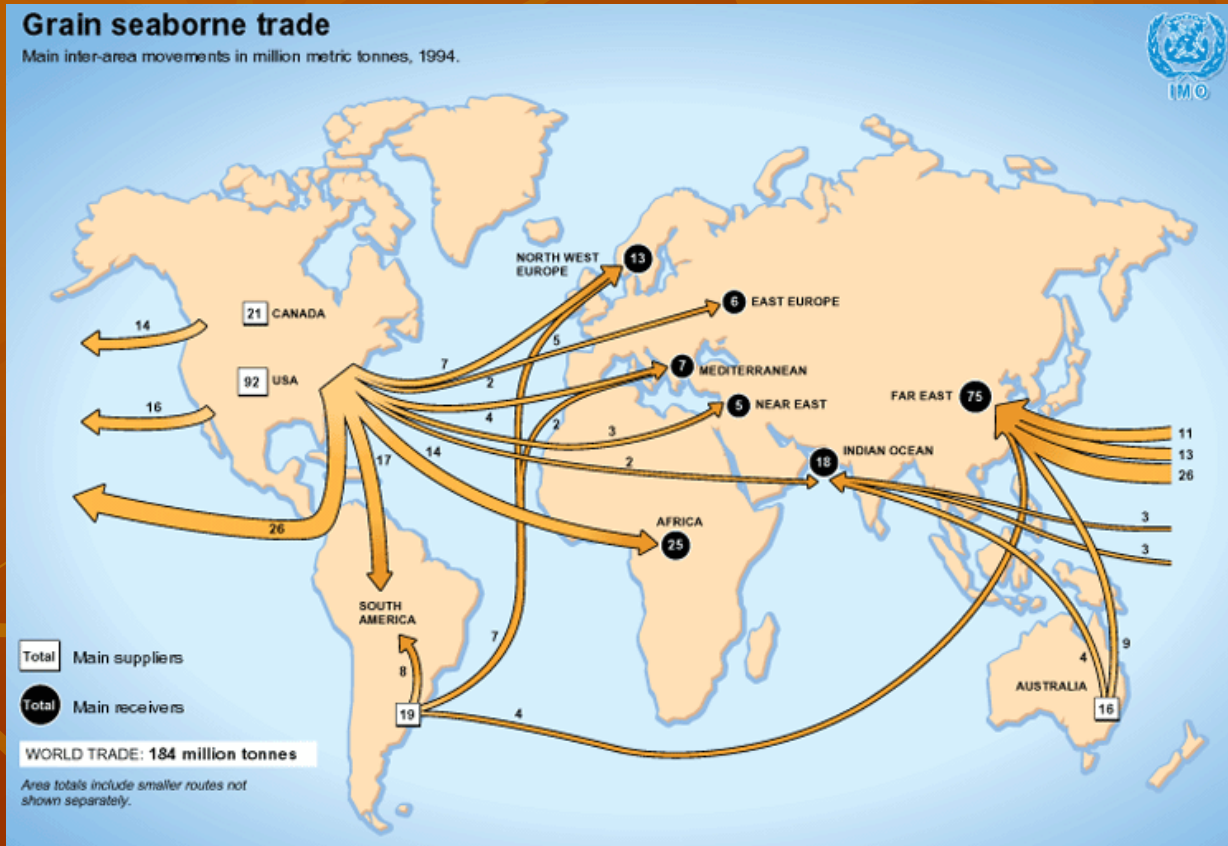 Grain seaborne trade
Main inter-area movements in million metric tonnes, 1994.
IMO
NORTH WEST
EUROPE
13
6 EAST EUROPE
21 CANADA
14
5
7
7
MEDITERRANEAN
92 USA
2
FAR EAST 75
16
4
2
5 NEAR EAST
3
11
17
14
INDIAN OCEAN
13
2
18
26
26
AFRICA
3
25
3
SOUTH
AMERICA
7
9
4
8
Total Main suppliers
AUSTRALIA
16
Total Main receivers
19
4
WORLD TRADE: 184 million tonnes
Area totals include smaller routes not
shown separately.